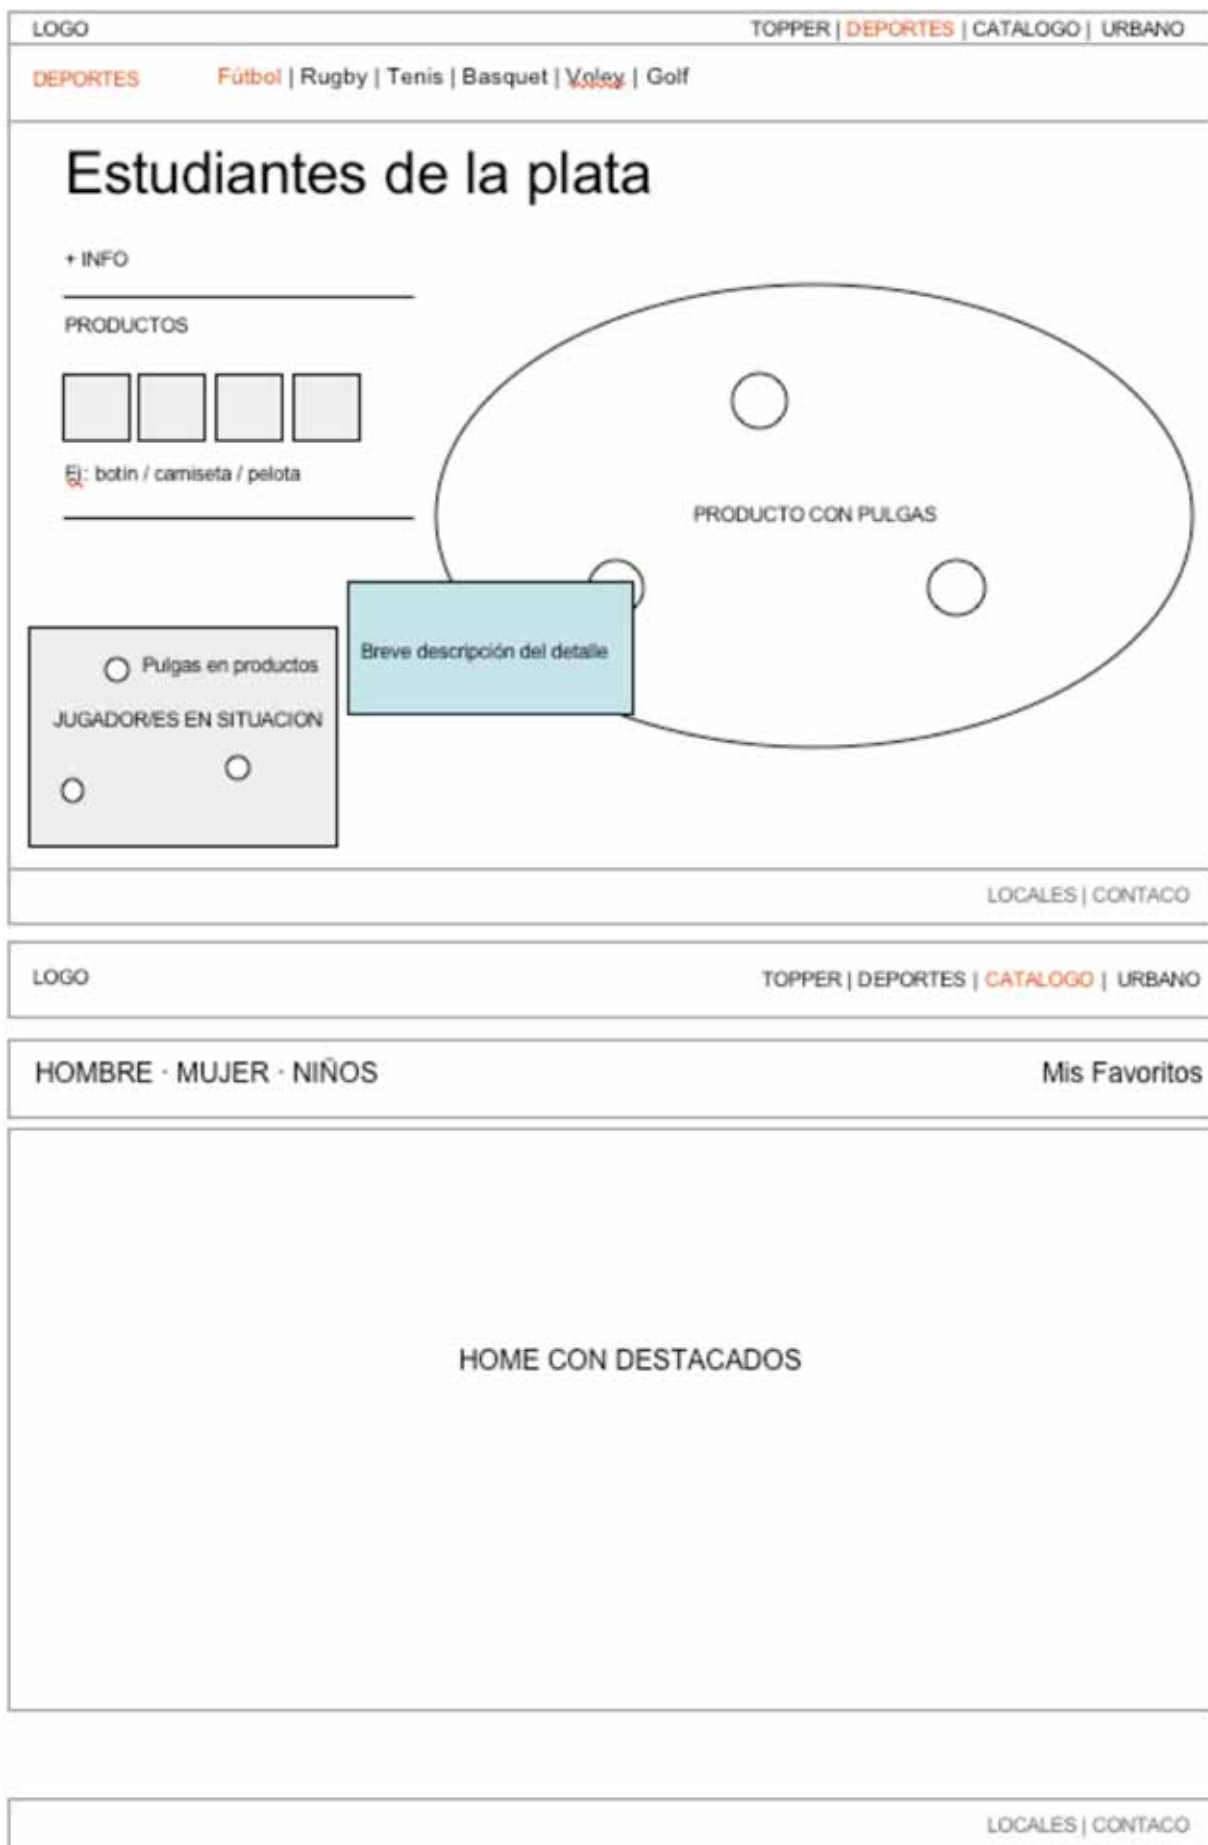 LOGO
TOPPER | DEPORTES | CATALOGO | URBANO
DEPORTES
Fútbol | Rugby | Tenis | Basquet | Voley | Golf
Estudiantes de la plata
+ INFO
PRODUCTOS
Ej: botin / camiseta / pelota
PRODUCTO CON PULGAS
Breve descripción del detalle
Pulgas en productos
JUGADOR/ES EN SITUACION
LOCALES | CONTACO
LOGO
TOPPER | DEPORTES | CATALOGO | URBANO
HOMBRE · MUJER · NIÑOS
Mis Favoritos
HOME CON DESTACADOS
LOCALES | CONTACO